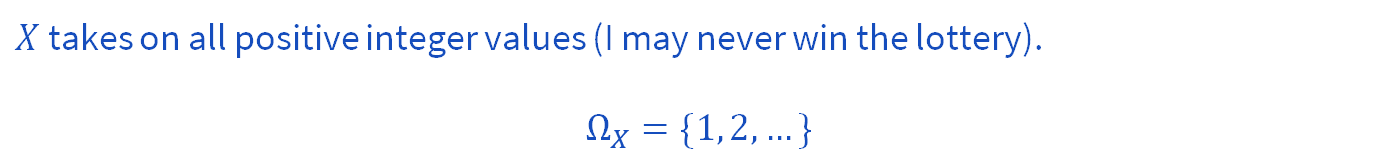 X takes on all positive integer values (I may never win the lottery).
Ω_X = {1, 2, … }